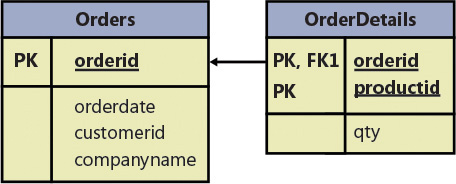 Orders
PK orderid
orderdate
customerid
companyname
OrderDetails
PK, FK1 orderid
PK productid
qty